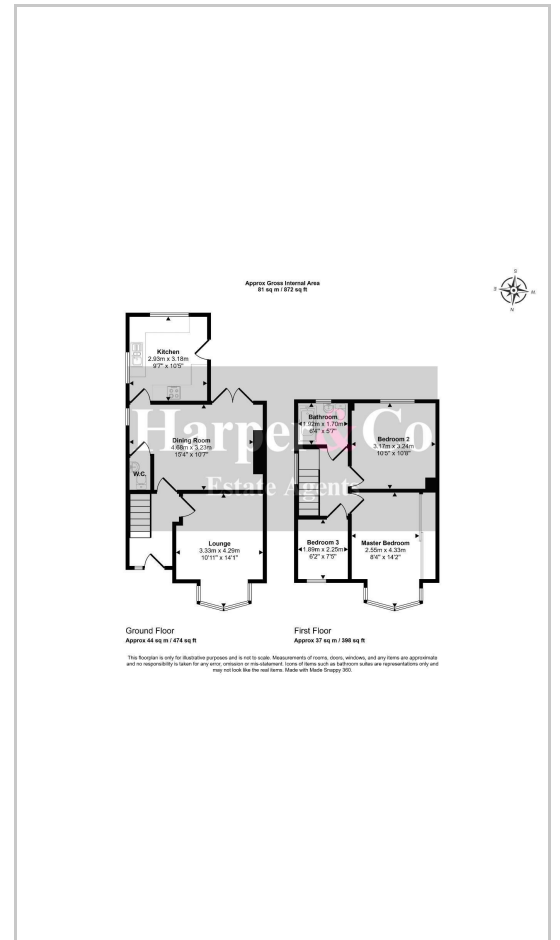 Approx Gross Internal Area
81 sq m / 872 sq ft
S
E
W
N
Kitchen
2.93m x 3.18m
9'7" x 10'5"
Harper & Co
Estate Agents
Dining Room
4.68m x 3.23m
15'4" x 10'7"
W.C.
Lounge
3.33m x 4.29m
10'11" x 14'1"
Bathroom
1.92m x 1.70m
6'4" x 5'7"
Bedroom 2
3.17m x 3.24m
10'5" x 10'8"
Bedroom 3
1.89m x 2.25m
6'2" x 7'5"
Master Bedroom
2.55m x 4.33m
8'4" x 14'2"
Ground Floor
Approx 44 sq m / 474 sq ft
First Floor
Approx 37 sq m / 398 sq ft
This floorplan is only for illustrative purposes and is not to scale. Measurements of rooms, doors, windows, and any items are approximate
and no responsibility is taken for any error, omission or mis-statement. Icons of items such as bathroom suites are representations only and
may not look like the real items. Made with Made Snappy 360.